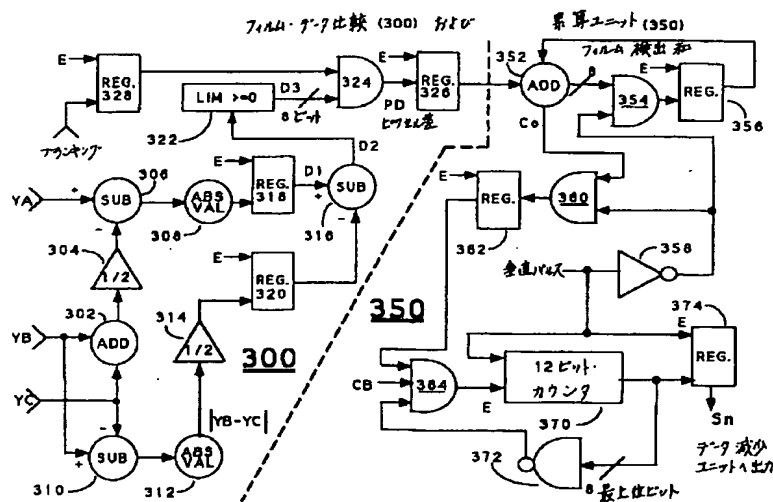 フィルム・データ比較 (300) および
累算ユニット (350)
フィルム検出和
E
REG.
328
ブランキング
LIM >=0
322
D3
8ビット
324
PD
ピクセル差
E
REG.
326
352
ADD
8
Co
354
E
REG.
356
YA
+
SUB
306
-
ABS
VAL
308
E
REG.
318
D1
+
SUB
316
-
D2
304
1/2
E
REG.
320
314
1/2
302
ADD
YB
YC
300
|YB-YC|
-
+
SUB
310
ABS
VAL
312
E
REG.
362
360
358
垂直パルス
350
374
E
REG.
Sn
データ減少
ユニットへ出力
CB
364
E
12ビット・
カウンタ
370
372
8
最上位ビット